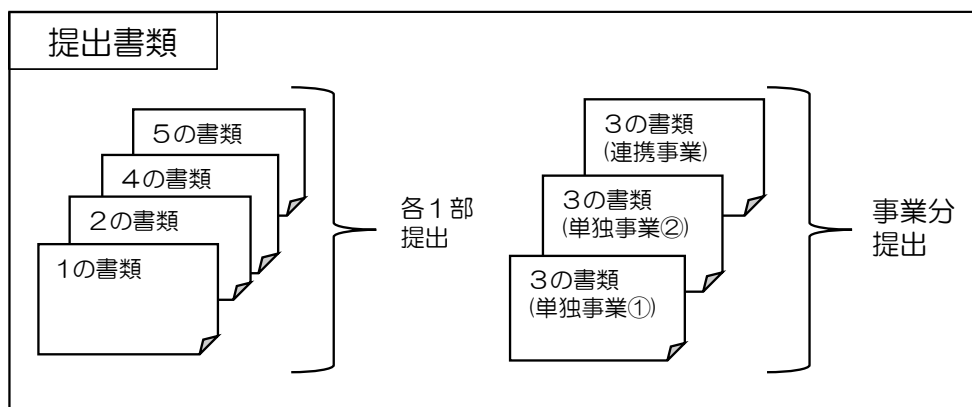 提出書類
５の書類
４の書類
２の書類
１の書類
各１部
提出
３の書類
(連携事業)
３の書類
(単独事業②)
３の書類
(単独事業①)
事業分
提出